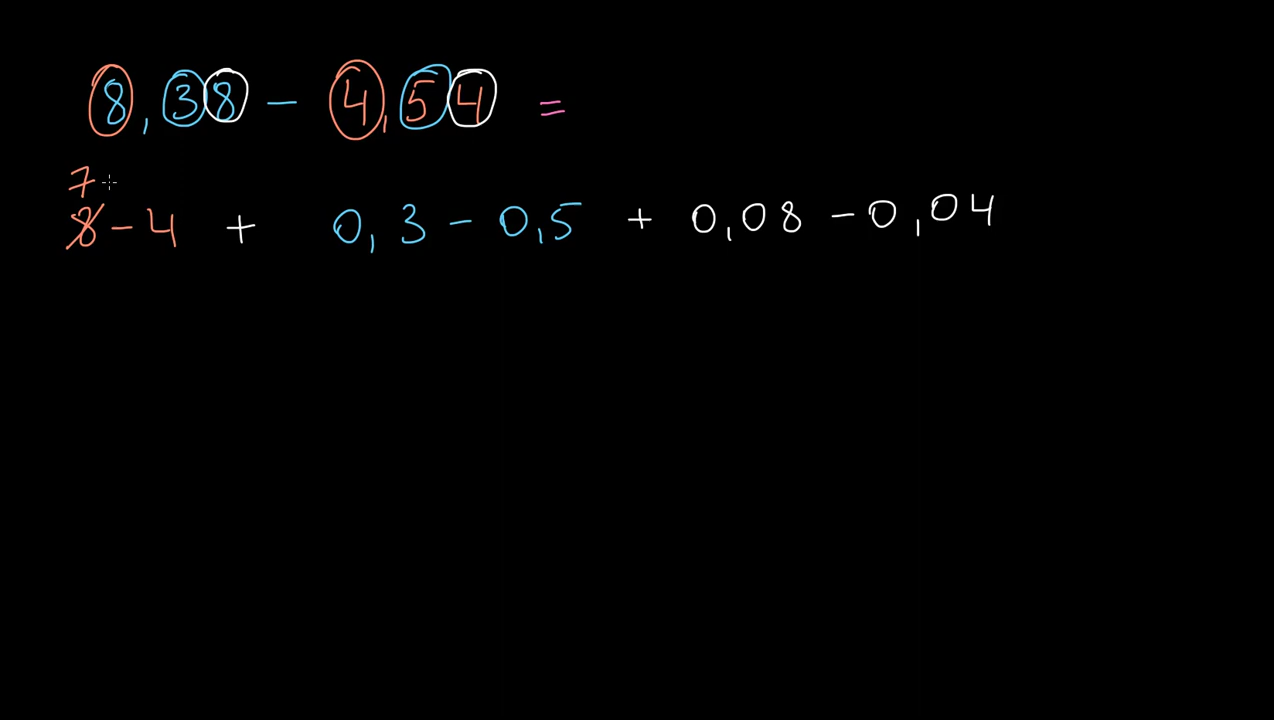 8,38 - 4,54 =
7
8 - 4 + 0,3 - 0,5 + 0,08 - 0,04